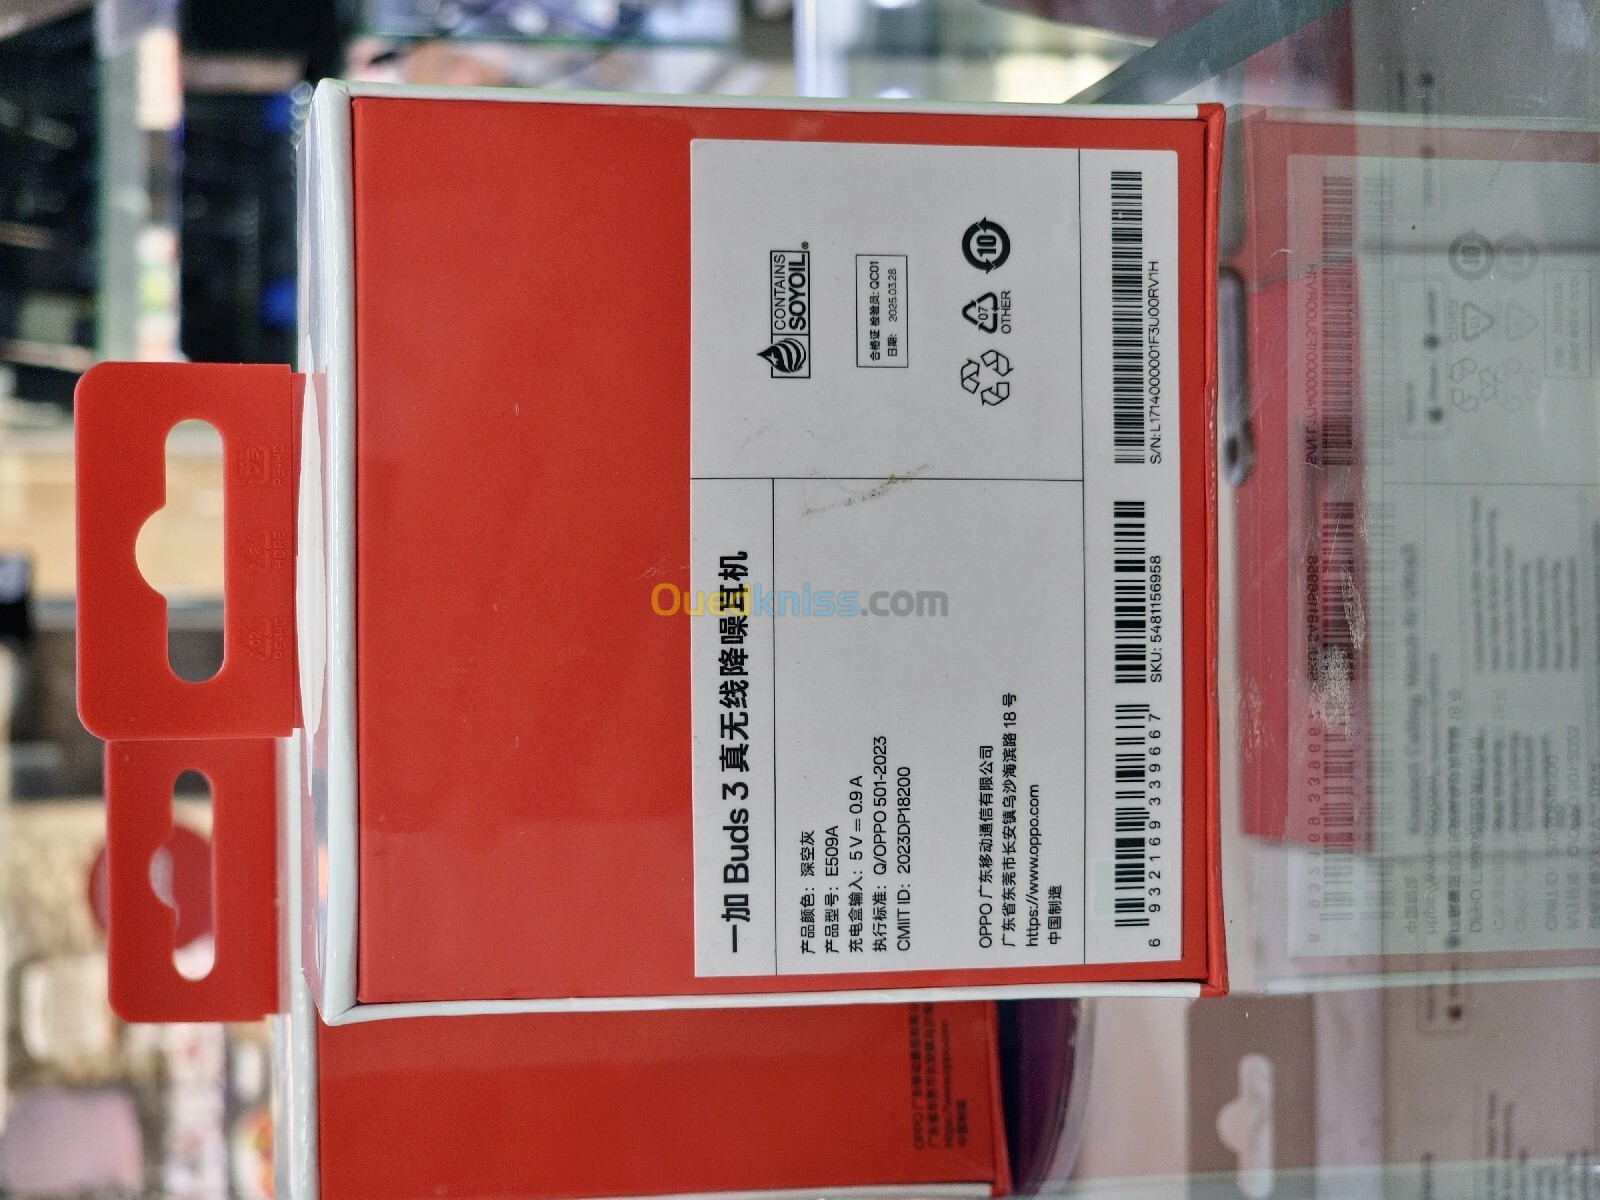 一加 Buds 3 真无线降噪耳机
产品颜色: 深空灰
产品型号: E509A
充电盒输入: 5 V ⎓ 0.9 A
执行标准: Q/OPPO 501-2023
CMIIT ID: 2023DP18200
OPPO 广东移动通信有限公司
广东省东莞市长安镇乌沙海滨路 18 号
https://www.oppo.com
中国制造
CONTAINS
SOYOIL®
合格证 检验员: QC01
日期: 2025.03.28
07
OTHER
10
6 932169 339667
SKU: 5481156958
S/N: L1714000001F3U00RV1H
Ouedkniss.com